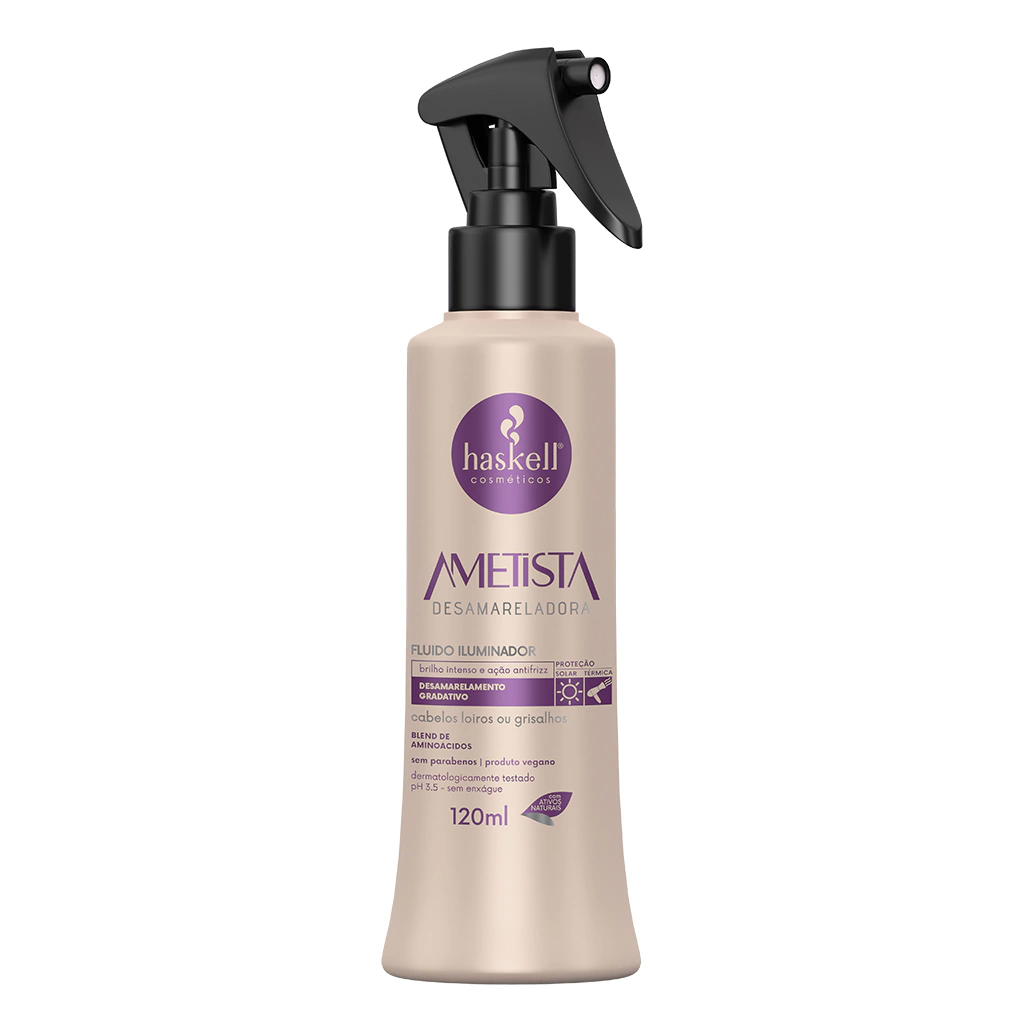 haskell®
cosméticos
AMETISTA
DESAMARELADORA
FLUIDO ILUMINADOR
brilho intenso e ação antifrizz
PROTEÇÃO
SOLAR TÉRMICA
DESAMARELAMENTO
GRADATIVO
cabelos loiros ou grisalhos
BLEND DE
AMINOÁCIDOS
sem parabenos | produto vegano
dermatologicamente testado
pH 3.5 - sem enxágue
120ml
com
ATIVOS
NATURAIS